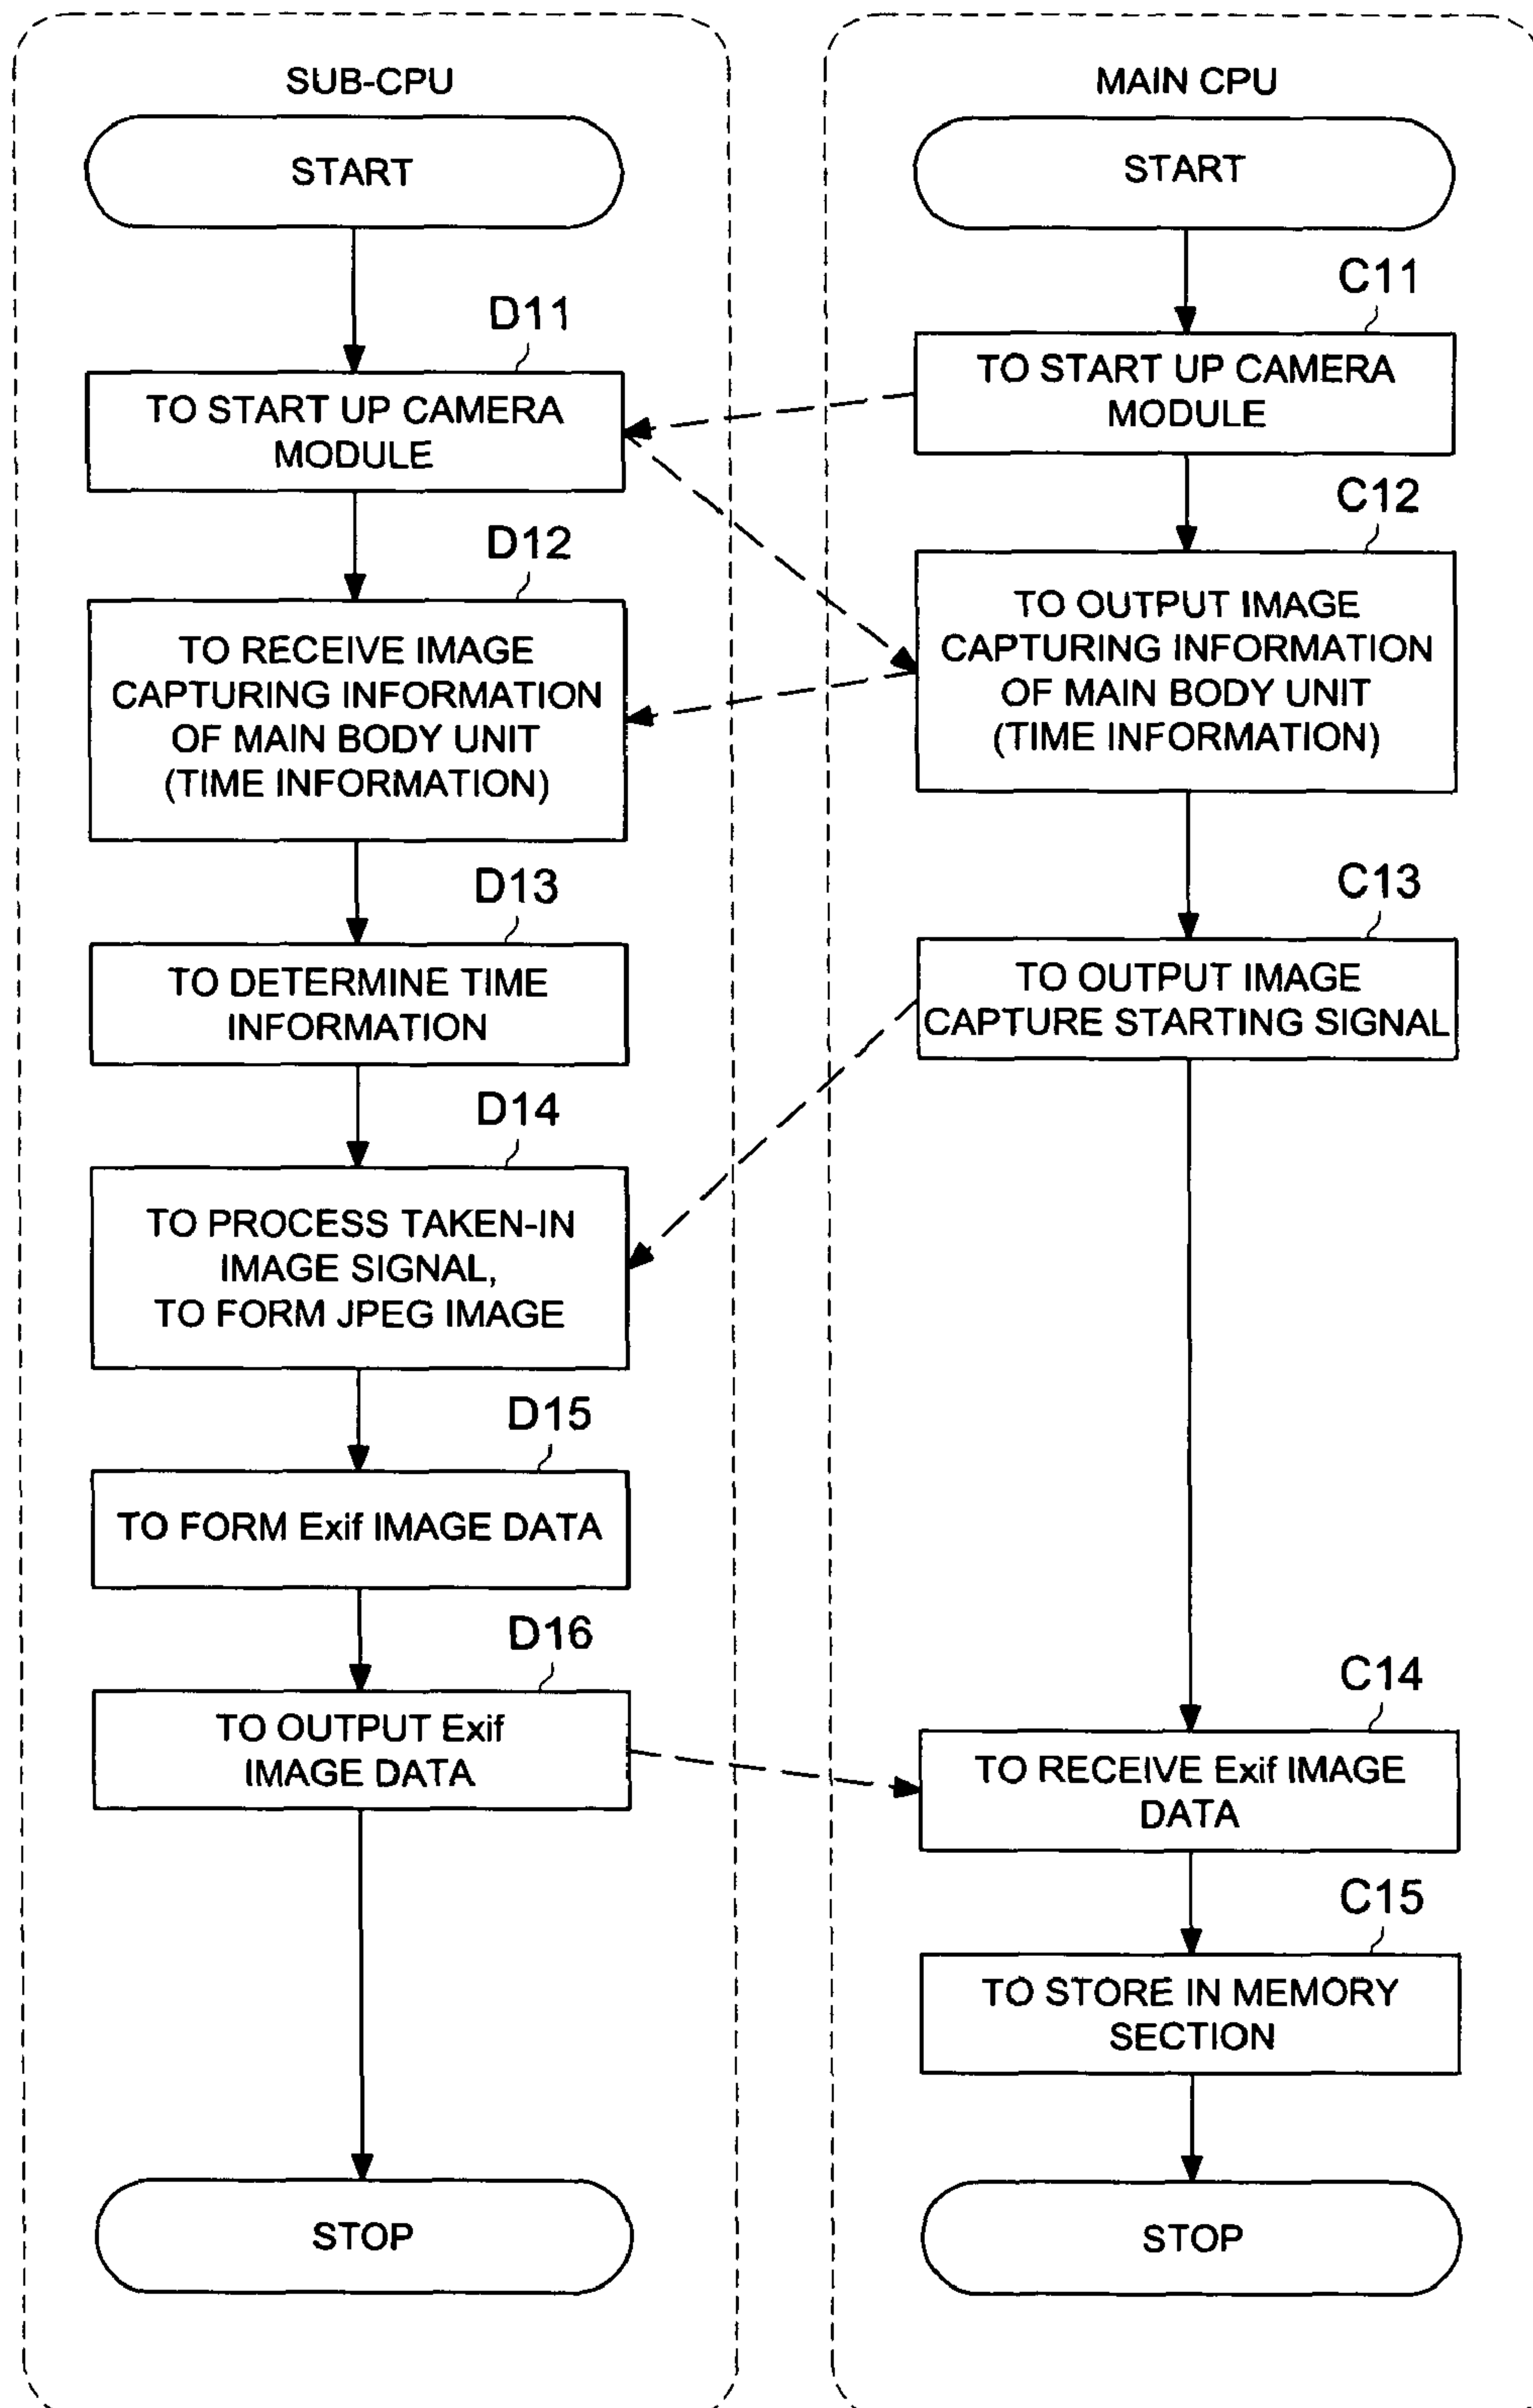 SUB-CPU
START
D11
TO START UP CAMERA
MODULE
D12
TO RECEIVE IMAGE
CAPTURING INFORMATION
OF MAIN BODY UNIT
(TIME INFORMATION)
D13
TO DETERMINE TIME
INFORMATION
D14
TO PROCESS TAKEN-IN
IMAGE SIGNAL,
TO FORM JPEG IMAGE
D15
TO FORM Exif IMAGE DATA
D16
TO OUTPUT Exif
IMAGE DATA
STOP
MAIN CPU
START
C11
TO START UP CAMERA
MODULE
C12
TO OUTPUT IMAGE
CAPTURING INFORMATION
OF MAIN BODY UNIT
(TIME INFORMATION)
C13
TO OUTPUT IMAGE
CAPTURE STARTING SIGNAL
C14
TO RECEIVE Exif IMAGE
DATA
C15
TO STORE IN MEMORY
SECTION
STOP